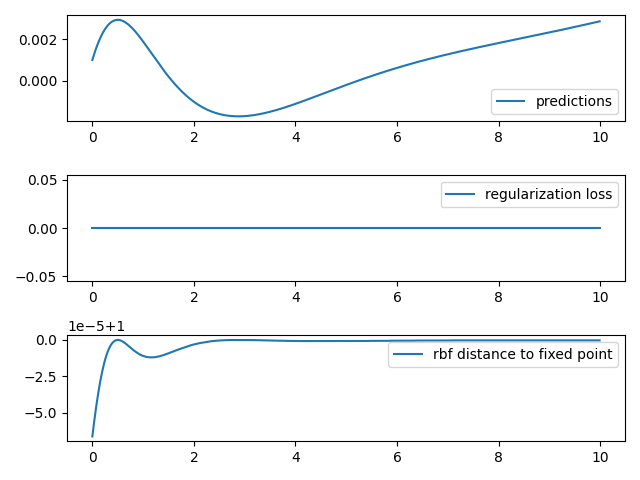 0.002
0.000
predictions
0 2 4 6 8 10
0.05
0.00
−0.05
regularization loss
0 2 4 6 8 10
1e−5+1
0.0
−2.5
−5.0
rbf distance to fixed point
0 2 4 6 8 10